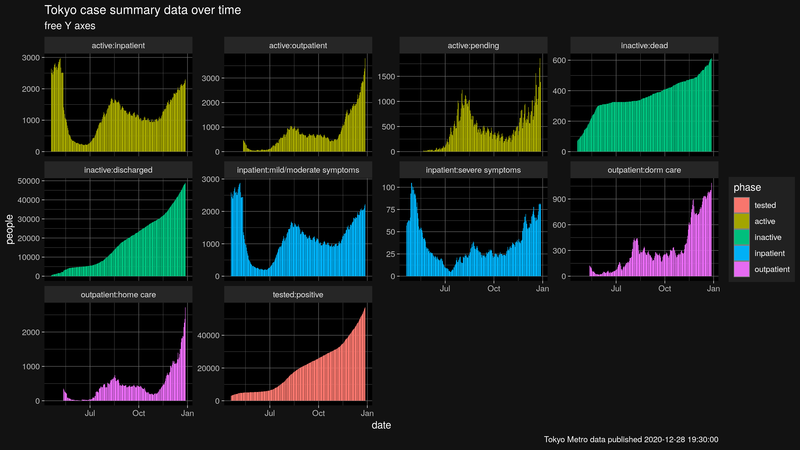 Tokyo case summary data over time
free Y axes
active:inpatient
active:outpatient
active:pending
inactive:dead
3000
2000
1000
0
3000
2000
1000
0
1500
1000
500
0
600
400
200
0
inactive:discharged
inpatient:mild/moderate symptoms
inpatient:severe symptoms
outpatient:dorm care
50000
40000
30000
20000
10000
0
3000
2000
1000
0
100
75
50
25
0
900
600
300
0
Jul Oct Jan
Jul Oct Jan
outpatient:home care
tested:positive
2000
1000
0
40000
20000
0
Jul Oct Jan
Jul Oct Jan
people
date
phase
tested
active
inactive
inpatient
outpatient
Tokyo Metro data published 2020-12-28 19:30:00